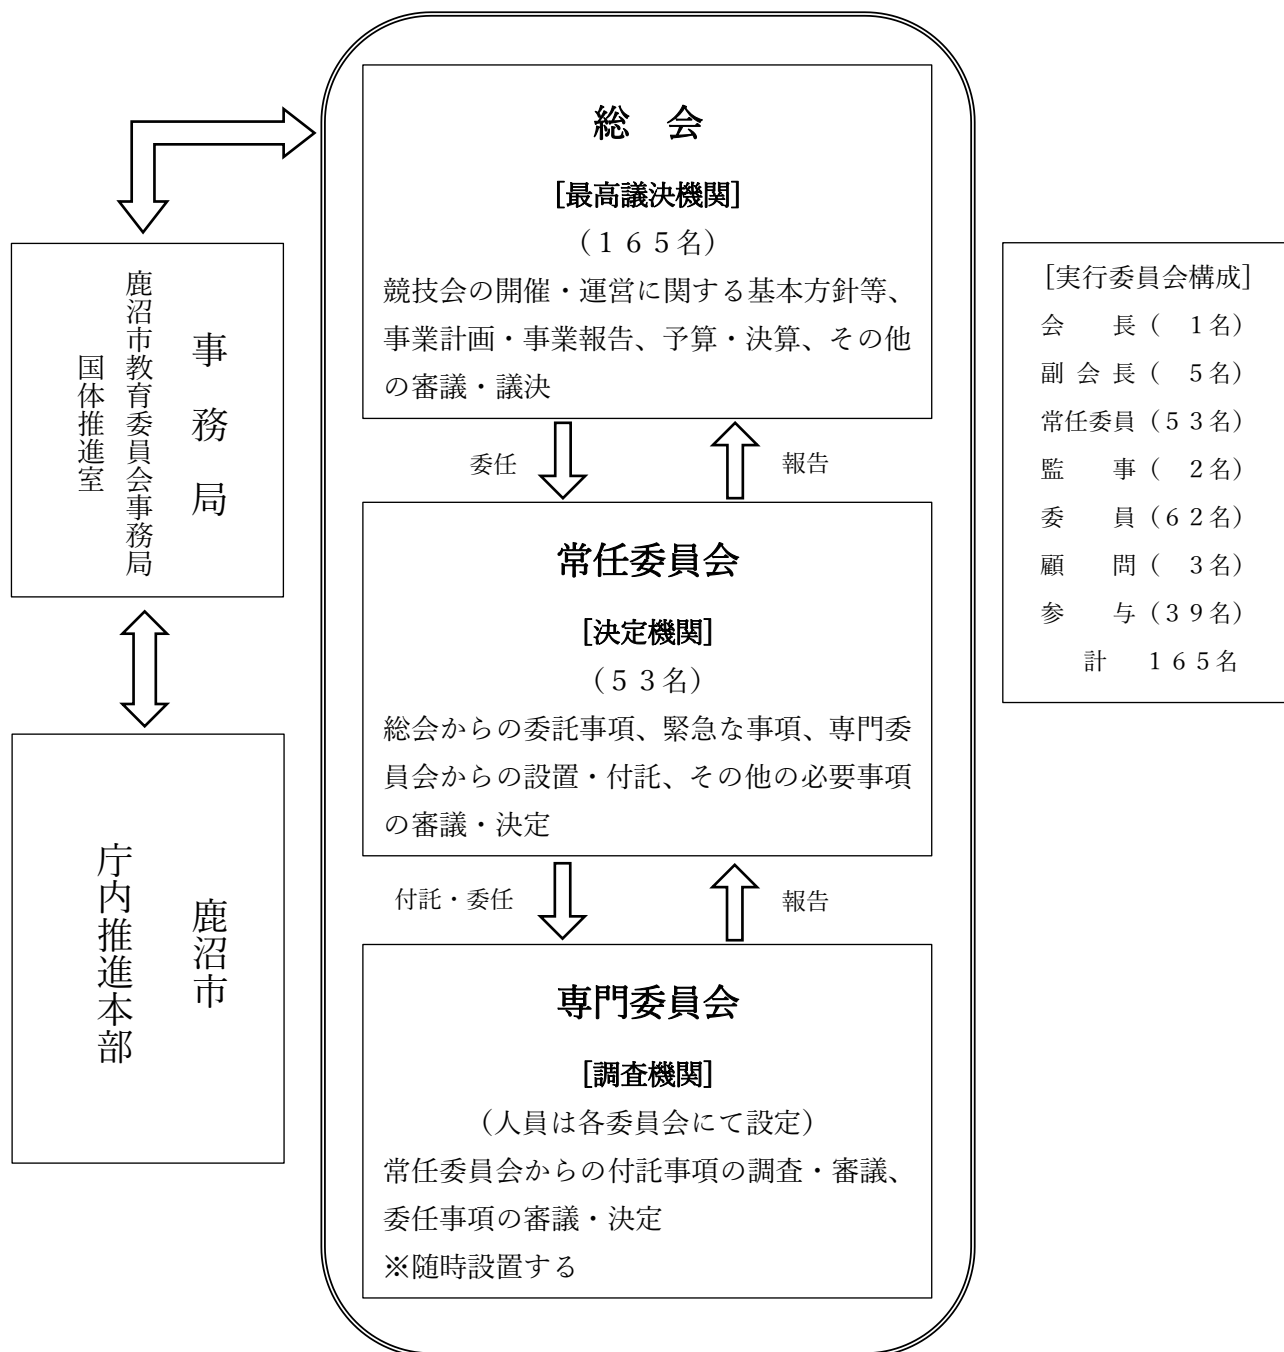 総　会
[最高議決機関]
（１６５名）
競技会の開催・運営に関する基本方針等、
事業計画・事業報告、予算・決算、その他
の審議・議決
委任
報告
常任委員会
[決定機関]
（５３名）
総会からの委託事項、緊急な事項、専門委
員会からの設置・付託、その他の必要事項
の審議・決定
付託・委任
報告
専門委員会
[調査機関]
（人員は各委員会にて設定）
常任委員会からの付託事項の調査・審議、
委任事項の審議・決定
※随時設置する
事務局
鹿沼市教育委員会事務局
国体推進室
鹿沼市
庁内推進本部
[実行委員会構成]
会　　長（　１名）
副 会 長（　５名）
常任委員（５３名）
監　　事（　２名）
委　　員（６２名）
顧　　問（　３名）
参　　与（３９名）
計　１６５名